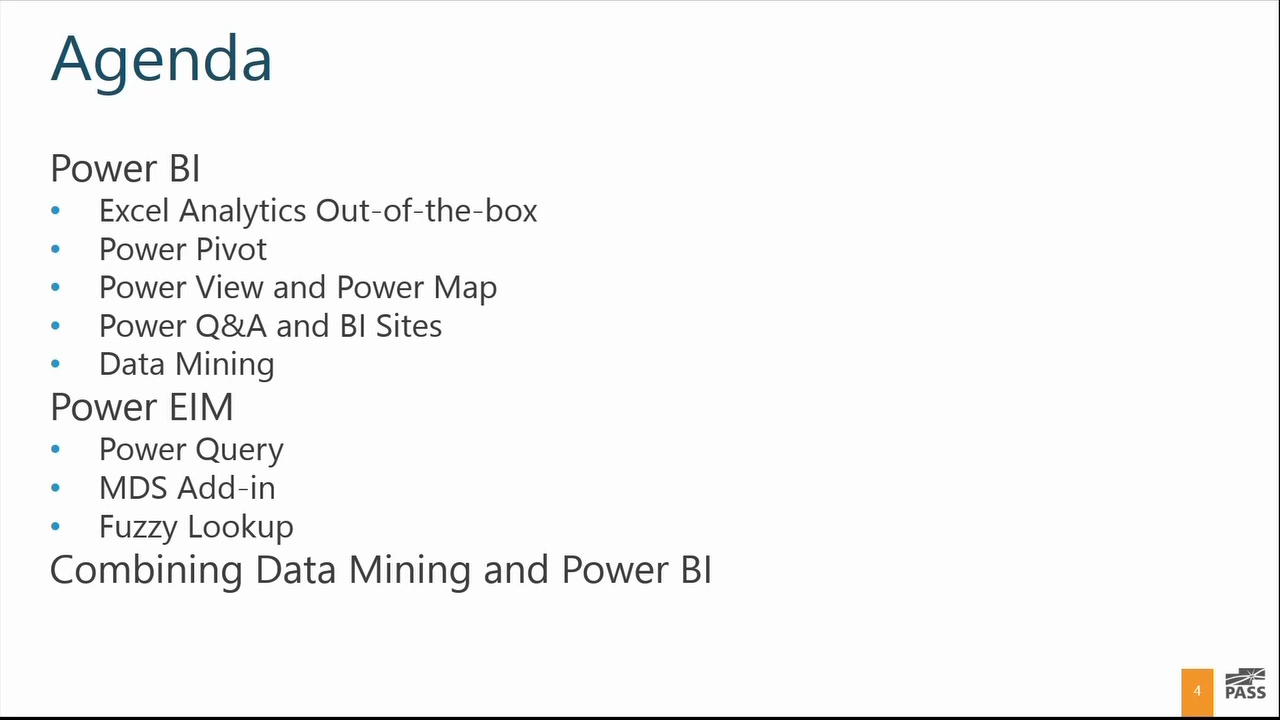 Agenda
Power BI
• Excel Analytics Out-of-the-box
• Power Pivot
• Power View and Power Map
• Power Q&A and BI Sites
• Data Mining
Power EIM
• Power Query
• MDS Add-in
• Fuzzy Lookup
Combining Data Mining and Power BI
4
PASS